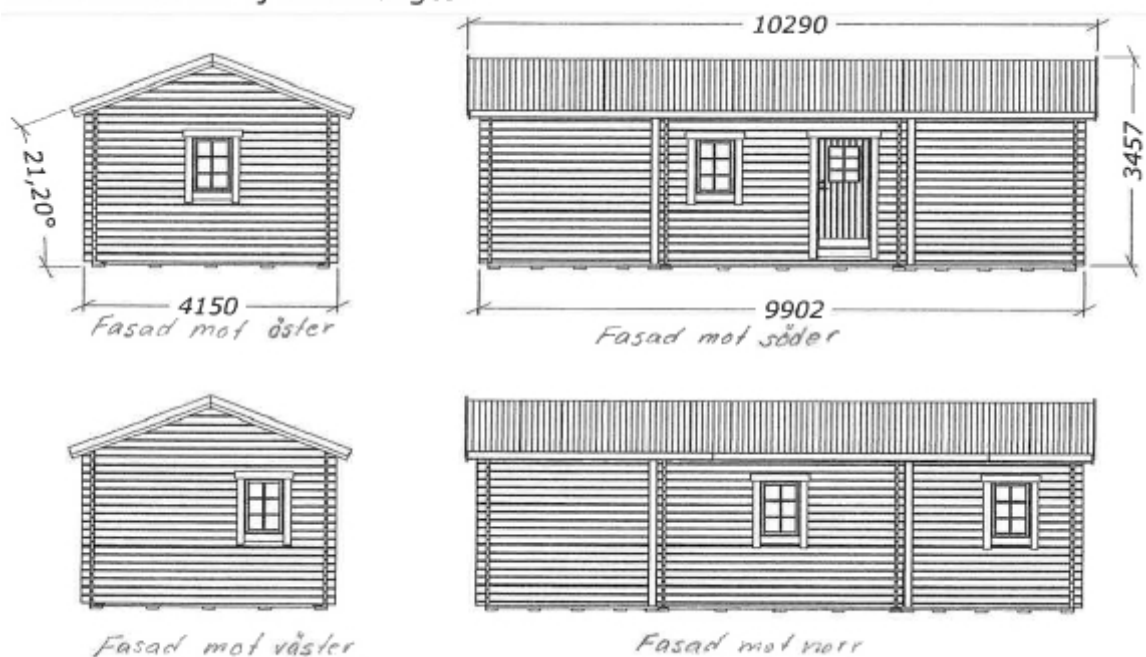 10290
21,20°
3457
4150
9902
Fasad mot öster
Fasad mot söder
Fasad mot väster
Fasad mot norr